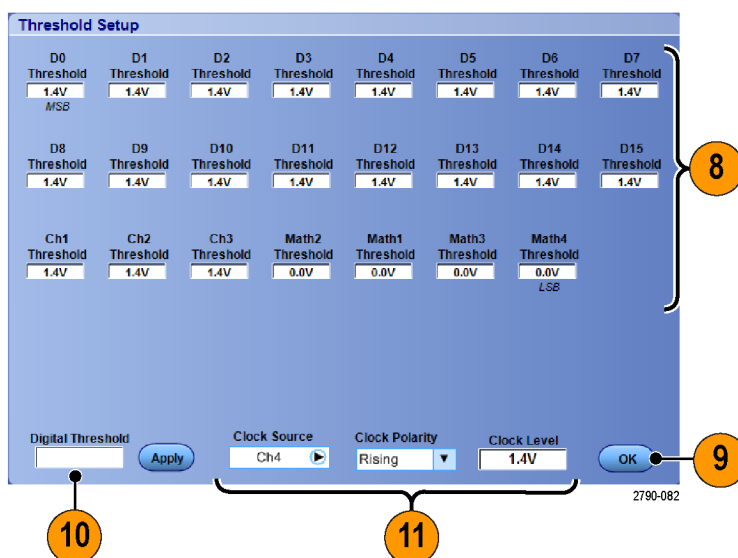 Threshold Setup
D0 D1 D2 D3 D4 D5 D6 D7
Threshold Threshold Threshold Threshold Threshold Threshold Threshold Threshold
1.4V 1.4V 1.4V 1.4V 1.4V 1.4V 1.4V 1.4V
MSB
8
D8 D9 D10 D11 D12 D13 D14 D15
Threshold Threshold Threshold Threshold Threshold Threshold Threshold Threshold
1.4V 1.4V 1.4V 1.4V 1.4V 1.4V 1.4V 1.4V
Ch1 Ch2 Ch3 Math2 Math1 Math3 Math4
Threshold Threshold Threshold Threshold Threshold Threshold Threshold
1.4V 1.4V 1.4V 0.0V 0.0V 0.0V 0.0V
LSB
Digital Threshold Clock Source Clock Polarity Clock Level
Apply Ch4 Rising 1.4V OK 9
2790-082
10 11